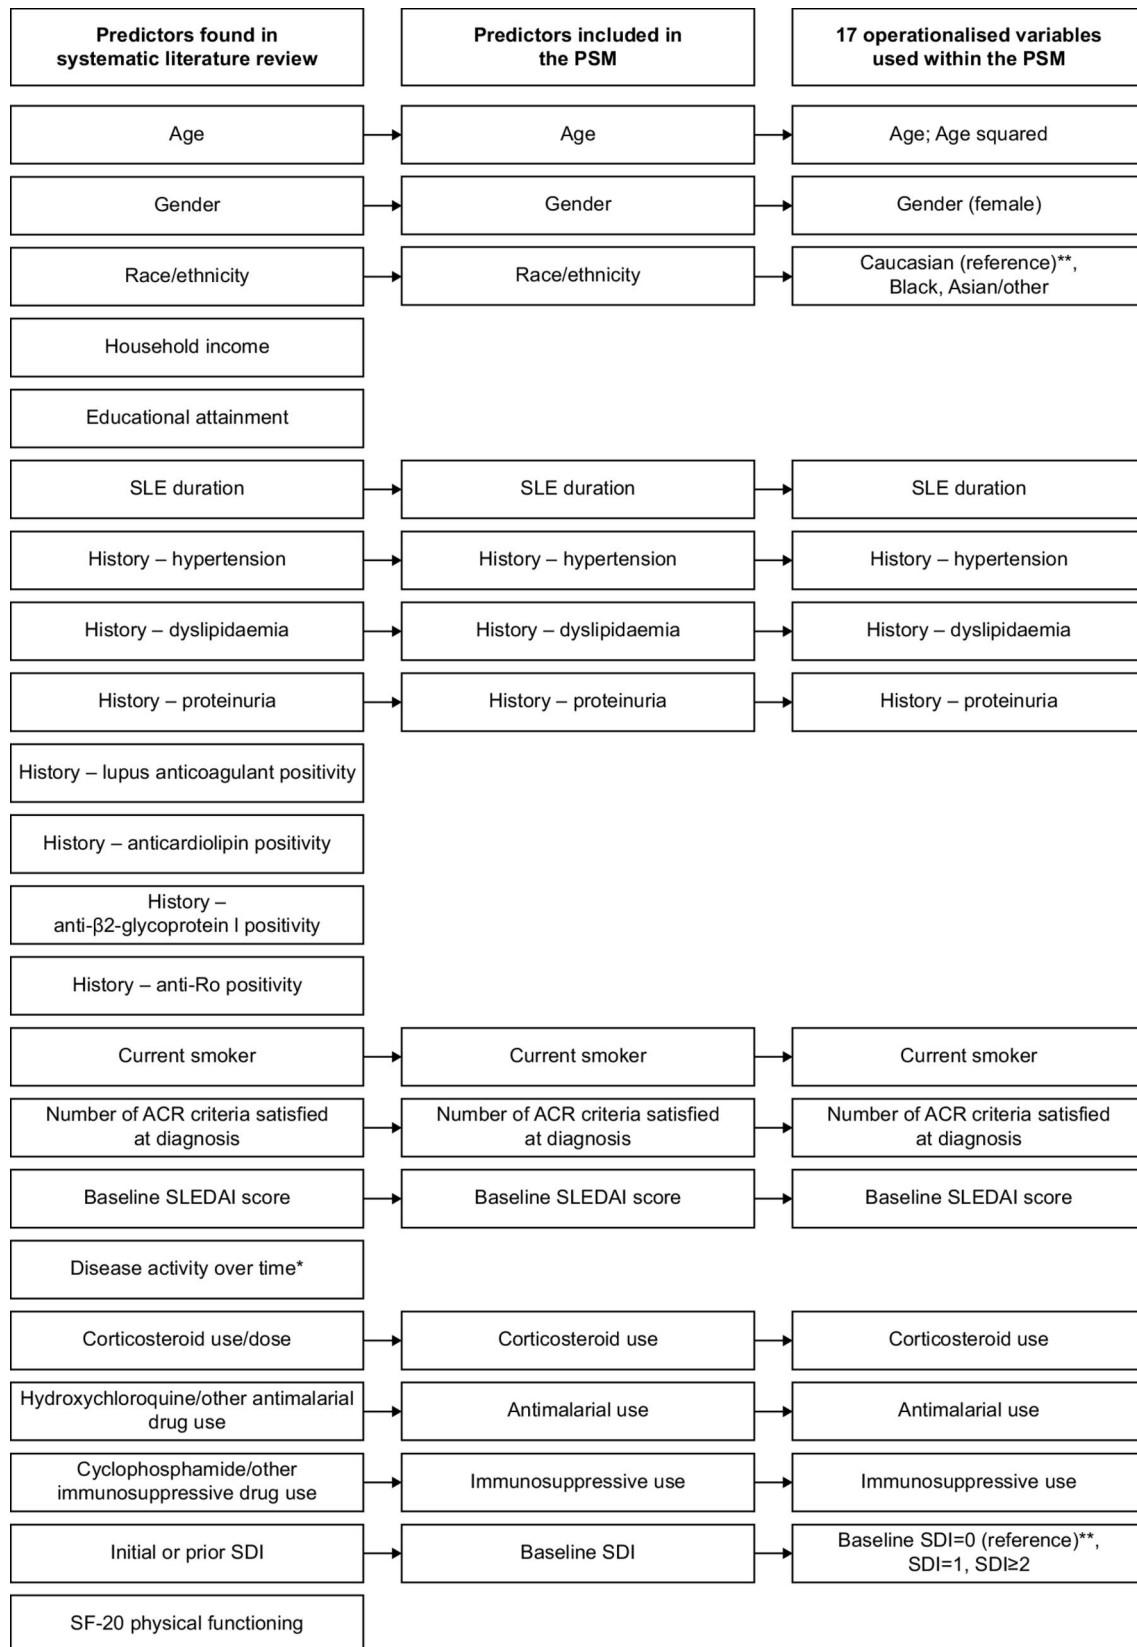 Predictors found in
systematic literature review
Predictors included in
the PSM
17 operationalised variables
used within the PSM
Age
Age
Age; Age squared
Gender
Gender
Gender (female)
Race/ethnicity
Race/ethnicity
Caucasian (reference)**,
Black, Asian/other
Household income
Educational attainment
SLE duration
SLE duration
SLE duration
History – hypertension
History – hypertension
History – hypertension
History – dyslipidaemia
History – dyslipidaemia
History – dyslipidaemia
History – proteinuria
History – proteinuria
History – proteinuria
History – lupus anticoagulant positivity
History – anticardiolipin positivity
History –
anti-β2-glycoprotein I positivity
History – anti-Ro positivity
Current smoker
Current smoker
Current smoker
Number of ACR criteria satisfied
at diagnosis
Number of ACR criteria satisfied
at diagnosis
Number of ACR criteria satisfied
at diagnosis
Baseline SLEDAI score
Baseline SLEDAI score
Baseline SLEDAI score
Disease activity over time*
Corticosteroid use/dose
Corticosteroid use
Corticosteroid use
Hydroxychloroquine/other antimalarial
drug use
Antimalarial use
Antimalarial use
Cyclophosphamide/other
immunosuppressive drug use
Immunosuppressive use
Immunosuppressive use
Initial or prior SDI
Baseline SDI
Baseline SDI=0 (reference)**,
SDI=1, SDI≥2
SF-20 physical functioning